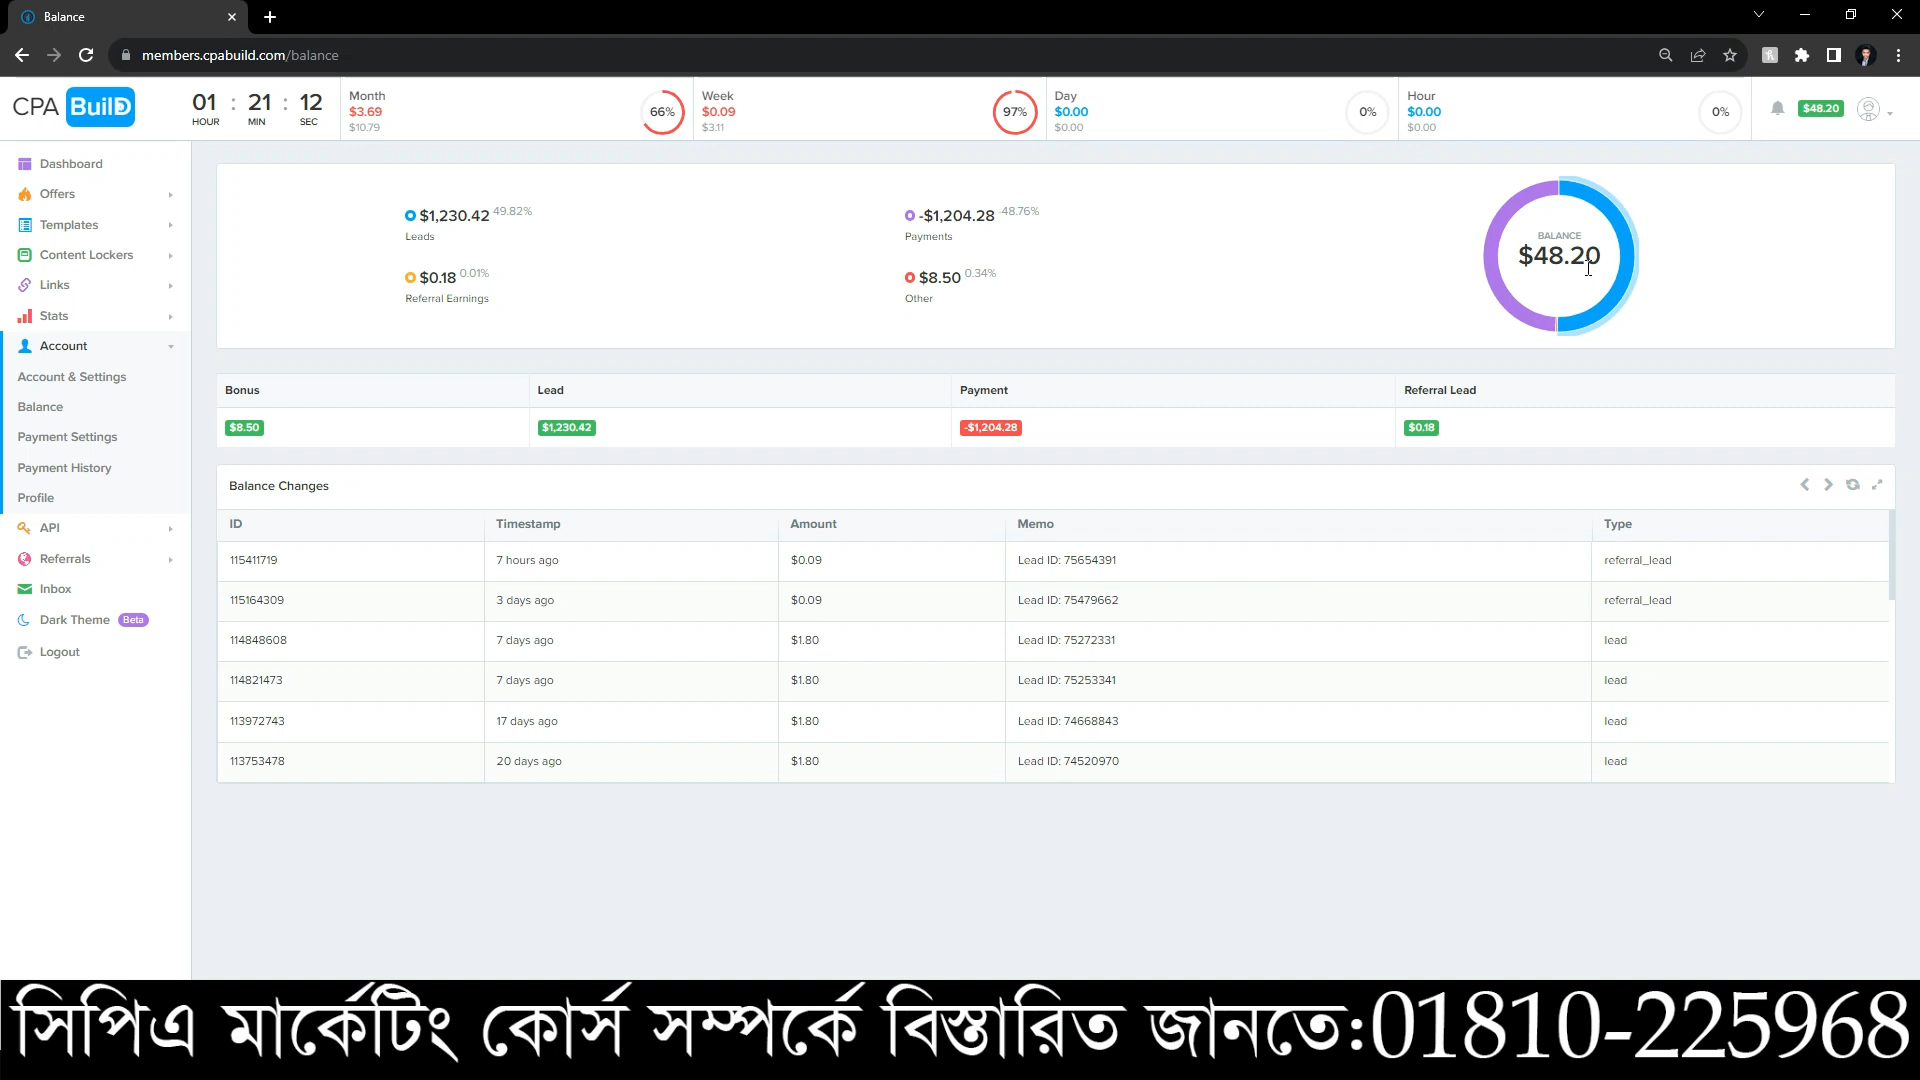 Balance
members.cpabuild.com/balance
CPA BuilD
01 : 21 : 12
HOUR MIN SEC
Month
$3.69
$10.79
66%
Week
$0.09
$3.11
97%
Day
$0.00
$0.00
0%
Hour
$0.00
$0.00
0%
$48.20
Dashboard
Offers
Templates
Content Lockers
Links
Stats
Account
Account & Settings
Balance
Payment Settings
Payment History
Profile
API
Referrals
Inbox
Dark Theme Beta
Logout
$1,230.42 49.82%
Leads
-$1,204.28 -48.76%
Payments
$0.18 0.01%
Referral Earnings
$8.50 0.34%
Other
BALANCE
$48.20
Bonus Lead Payment Referral Lead
$8.50 $1,230.42 -$1,204.28 $0.18
Balance Changes
ID Timestamp Amount Memo Type
115411719 7 hours ago $0.09 Lead ID: 75654391 referral_lead
115164309 3 days ago $0.09 Lead ID: 75479662 referral_lead
114848608 7 days ago $1.80 Lead ID: 75272331 lead
114821473 7 days ago $1.80 Lead ID: 75253341 lead
113972743 17 days ago $1.80 Lead ID: 74668843 lead
113753478 20 days ago $1.80 Lead ID: 74520970 lead
সিপিএ মার্কেটিং কোর্স সম্পর্কে বিস্তারিত জানতে:01810-225968